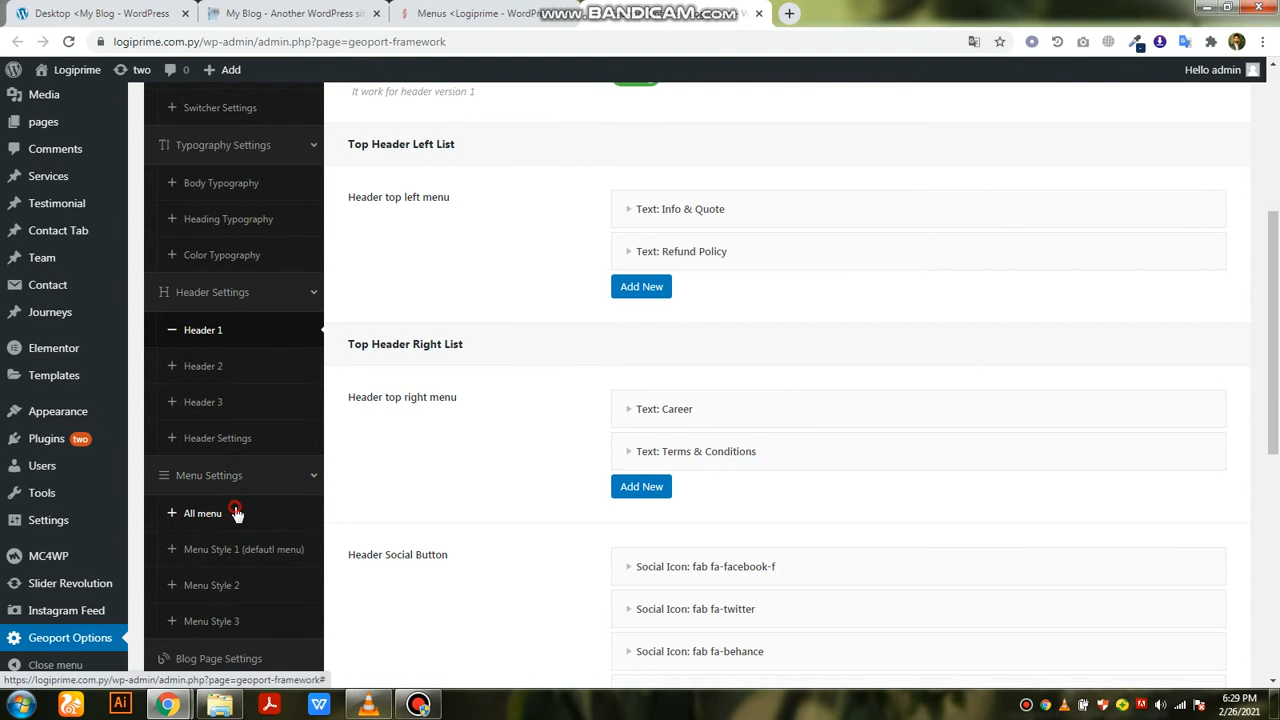 Desktop <My Blog - WordPress
My Blog - Another WordPress sit
Menus <Logiprime - WordPr
www.BANDICAM.com
logiprime.com.py/wp-admin/admin.php?page=geoport-framework
Logiprime
two
Add
Hello admin
Media
pages
Comments
Services
Testimonial
Contact Tab
Team
Contact
Journeys
Elementor
Templates
Appearance
Plugins two
Users
Tools
Settings
MC4WP
Slider Revolution
Instagram Feed
Geoport Options
Close menu
Switcher Settings
Typography Settings
Body Typography
Heading Typography
Color Typography
Header Settings
Header 1
Header 2
Header 3
Header Settings
Menu Settings
All menu
Menu Style 1 (defautl menu)
Menu Style 2
Menu Style 3
Blog Page Settings
It work for header version 1
Top Header Left List
Header top left menu
Text: Info & Quote
Text: Refund Policy
Add New
Top Header Right List
Header top right menu
Text: Career
Text: Terms & Conditions
Add New
Header Social Button
Social Icon: fab fa-facebook-f
Social Icon: fab fa-twitter
Social Icon: fab fa-behance
https://logiprime.com.py/wp-admin/admin.php?page=geoport-framework#
Ai
6:29 PM
2/26/2021